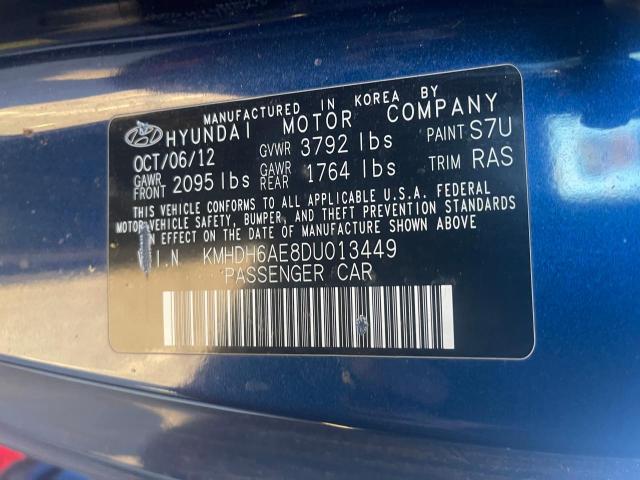 MANUFACTURED IN KOREA BY
HYUNDAI MOTOR COMPANY
OCT/06/12 GVWR 3792 lbs PAINT S7U
GAWR FRONT 2095 lbs GAWR REAR 1764 lbs TRIM RAS
THIS VEHICLE CONFORMS TO ALL APPLICABLE U.S.A. FEDERAL
MOTOR VEHICLE SAFETY, BUMPER, AND THEFT PREVENTION STANDARDS
IN EFFECT ON THE DATE OF MANUFACTURE SHOWN ABOVE
V.I.N KMHDH6AE8DU013449
PASSENGER CAR